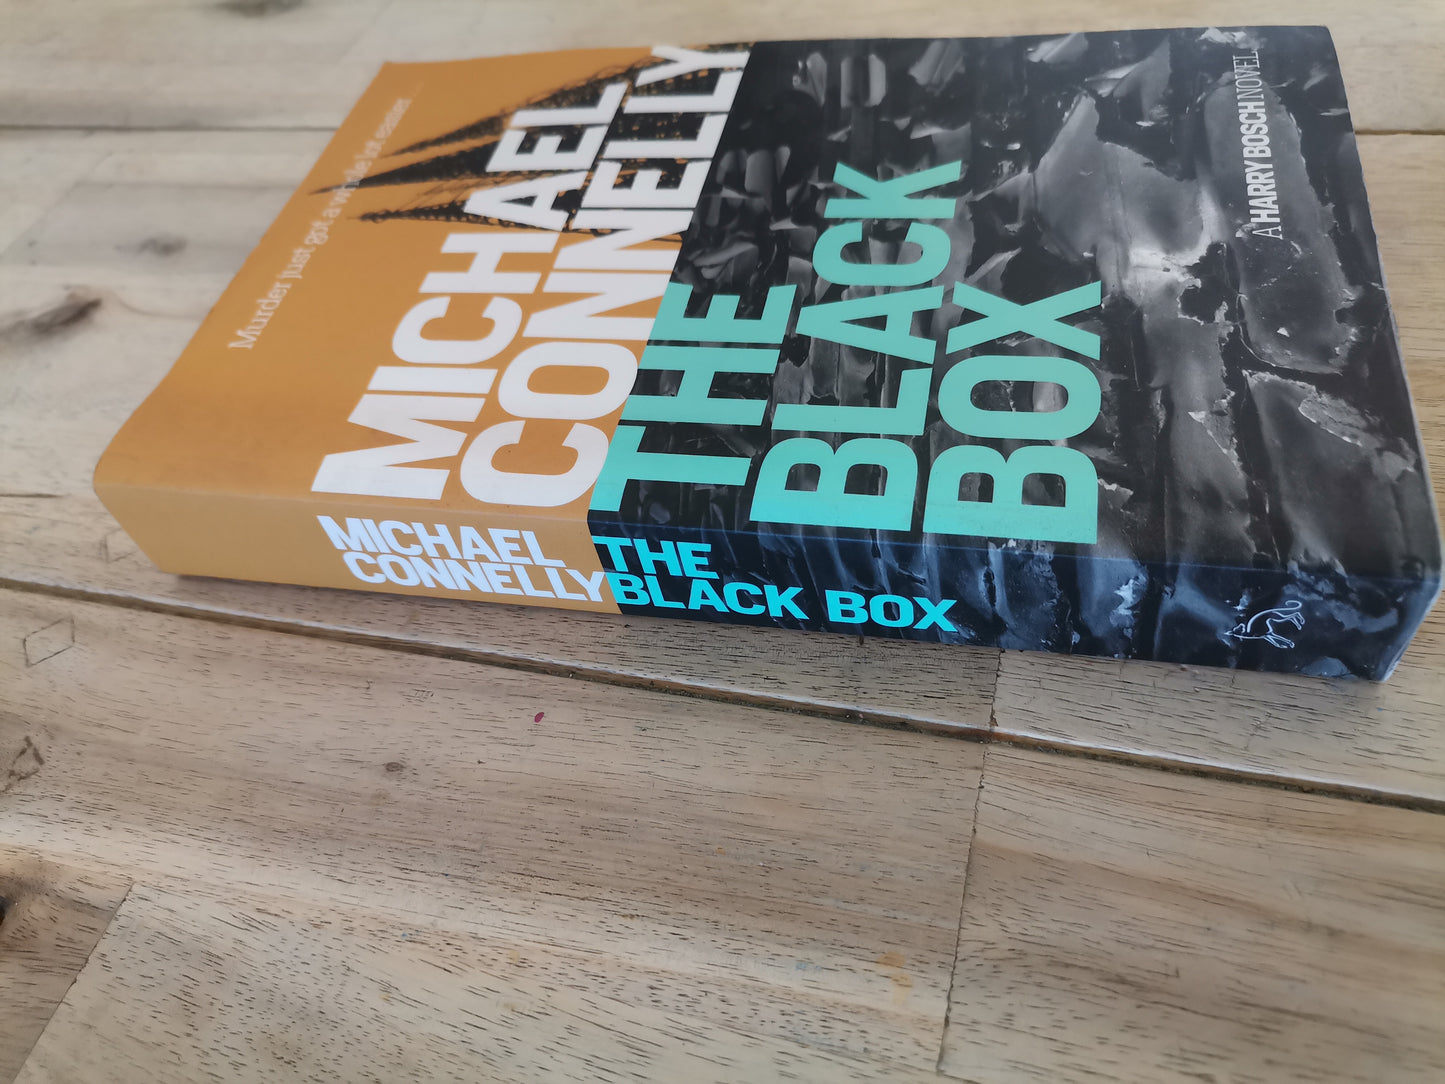 Murder just got a whole lot easier . . .
MICHAEL
CONNELLY
THE
BLACK
BOX
A HARRY BOSCH NOVEL
MICHAEL
CONNELLY
THE
BLACK BOX